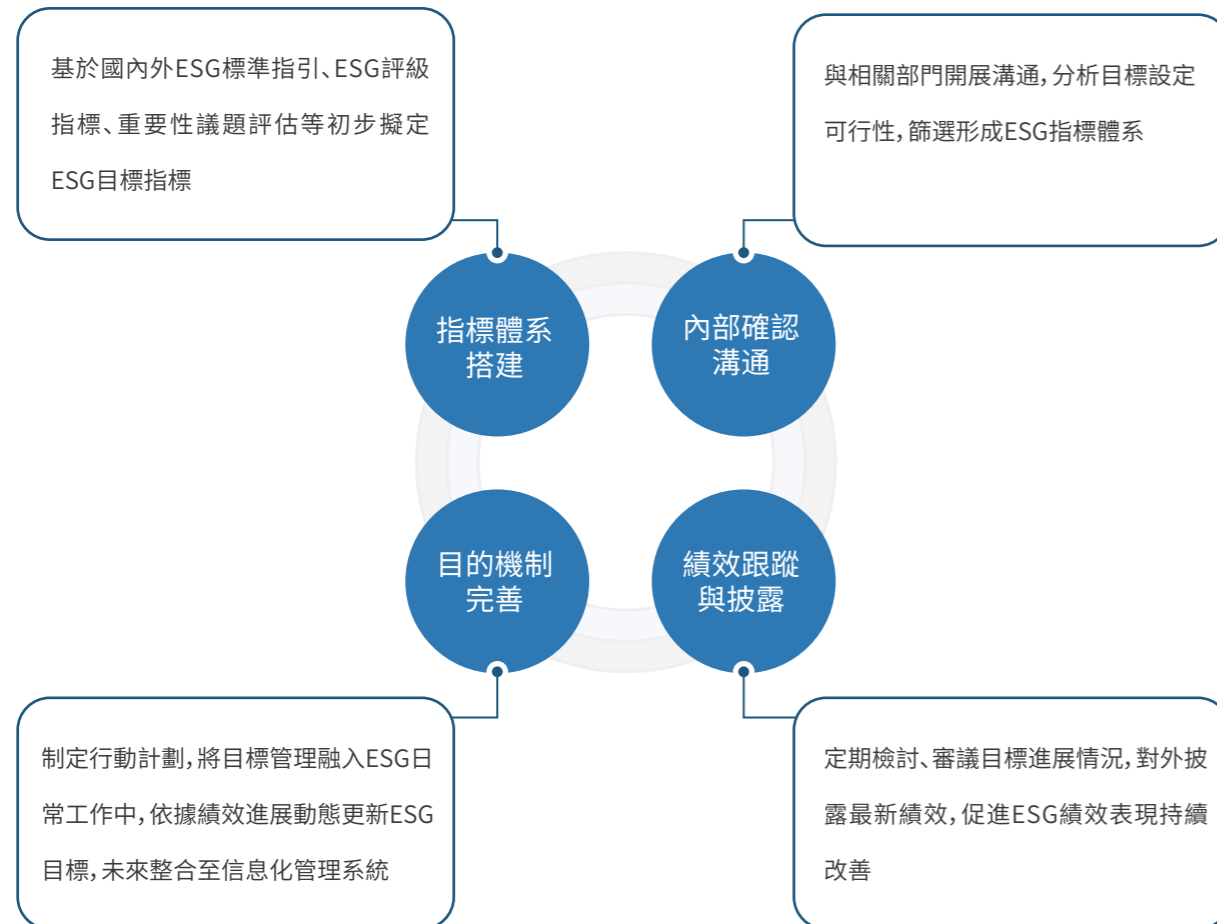 基於國內外ESG標準指引、ESG評級
指標、重要性議題評估等初步擬定
ESG目標指標
與相關部門開展溝通,分析目標設定
可行性,篩選形成ESG指標體系
指標體系
搭建
內部確認
溝通
目的機制
完善
績效跟蹤
與披露
制定行動計劃,將目標管理融入ESG日
常工作中,依據績效進展動態更新ESG
目標,未來整合至信息化管理系統
定期檢討、審議目標進展情況,對外披
露最新績效,促進ESG績效表現持續
改善